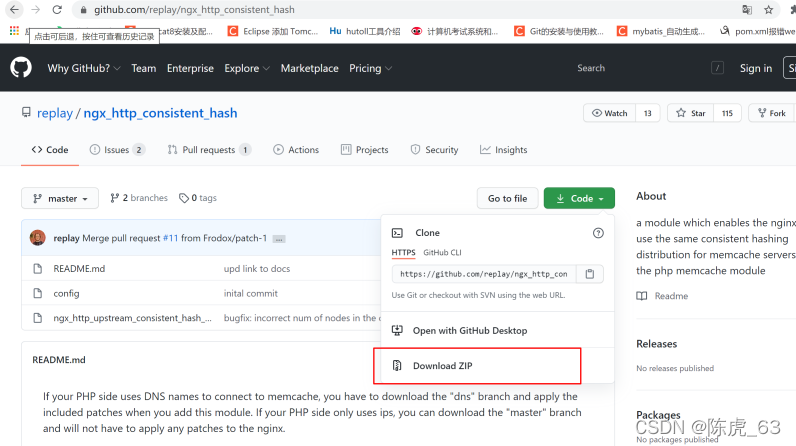 github.com/replay/ngx_http_consistent_hash
点击可后退，按住可查看历史记录
cat8安装及配...
Eclipse 添加 Tomc...
Hu hutoll工具介绍
计算机考试系统和...
Git的安装与使用教...
mybatis_自动生成...
pom.xml报错we
Why GitHub?
Team
Enterprise
Explore
Marketplace
Pricing
Search
/
Sign in
replay / ngx_http_consistent_hash
Watch 13
Star 115
Fork
Code
Issues 2
Pull requests 1
Actions
Projects
Security
Insights
master
2 branches
0 tags
Go to file
Code
About
replay Merge pull request #11 from Frodox/patch-1 ...
README.md upd link to docs
config inital commit
ngx_http_upstream_consistent_hash_... bugfix: incorrect num of nodes in the
Clone
HTTPS GitHub CLI
https://github.com/replay/ngx_http_con
Use Git or checkout with SVN using the web URL.
Open with GitHub Desktop
Download ZIP
a module which enables the nginx
use the same consistent hashing
distribution for memcache servers
the php memcache module
Readme
Releases
No releases published
Packages
README.md
If your PHP side uses DNS names to connect to memcache, you have to download the "dns" branch and apply the
included patches when you add this module. If your PHP side only uses ips, you can download the "master" branch
and will not have to apply any patches to the nginx.
CSDN @陈虎_63